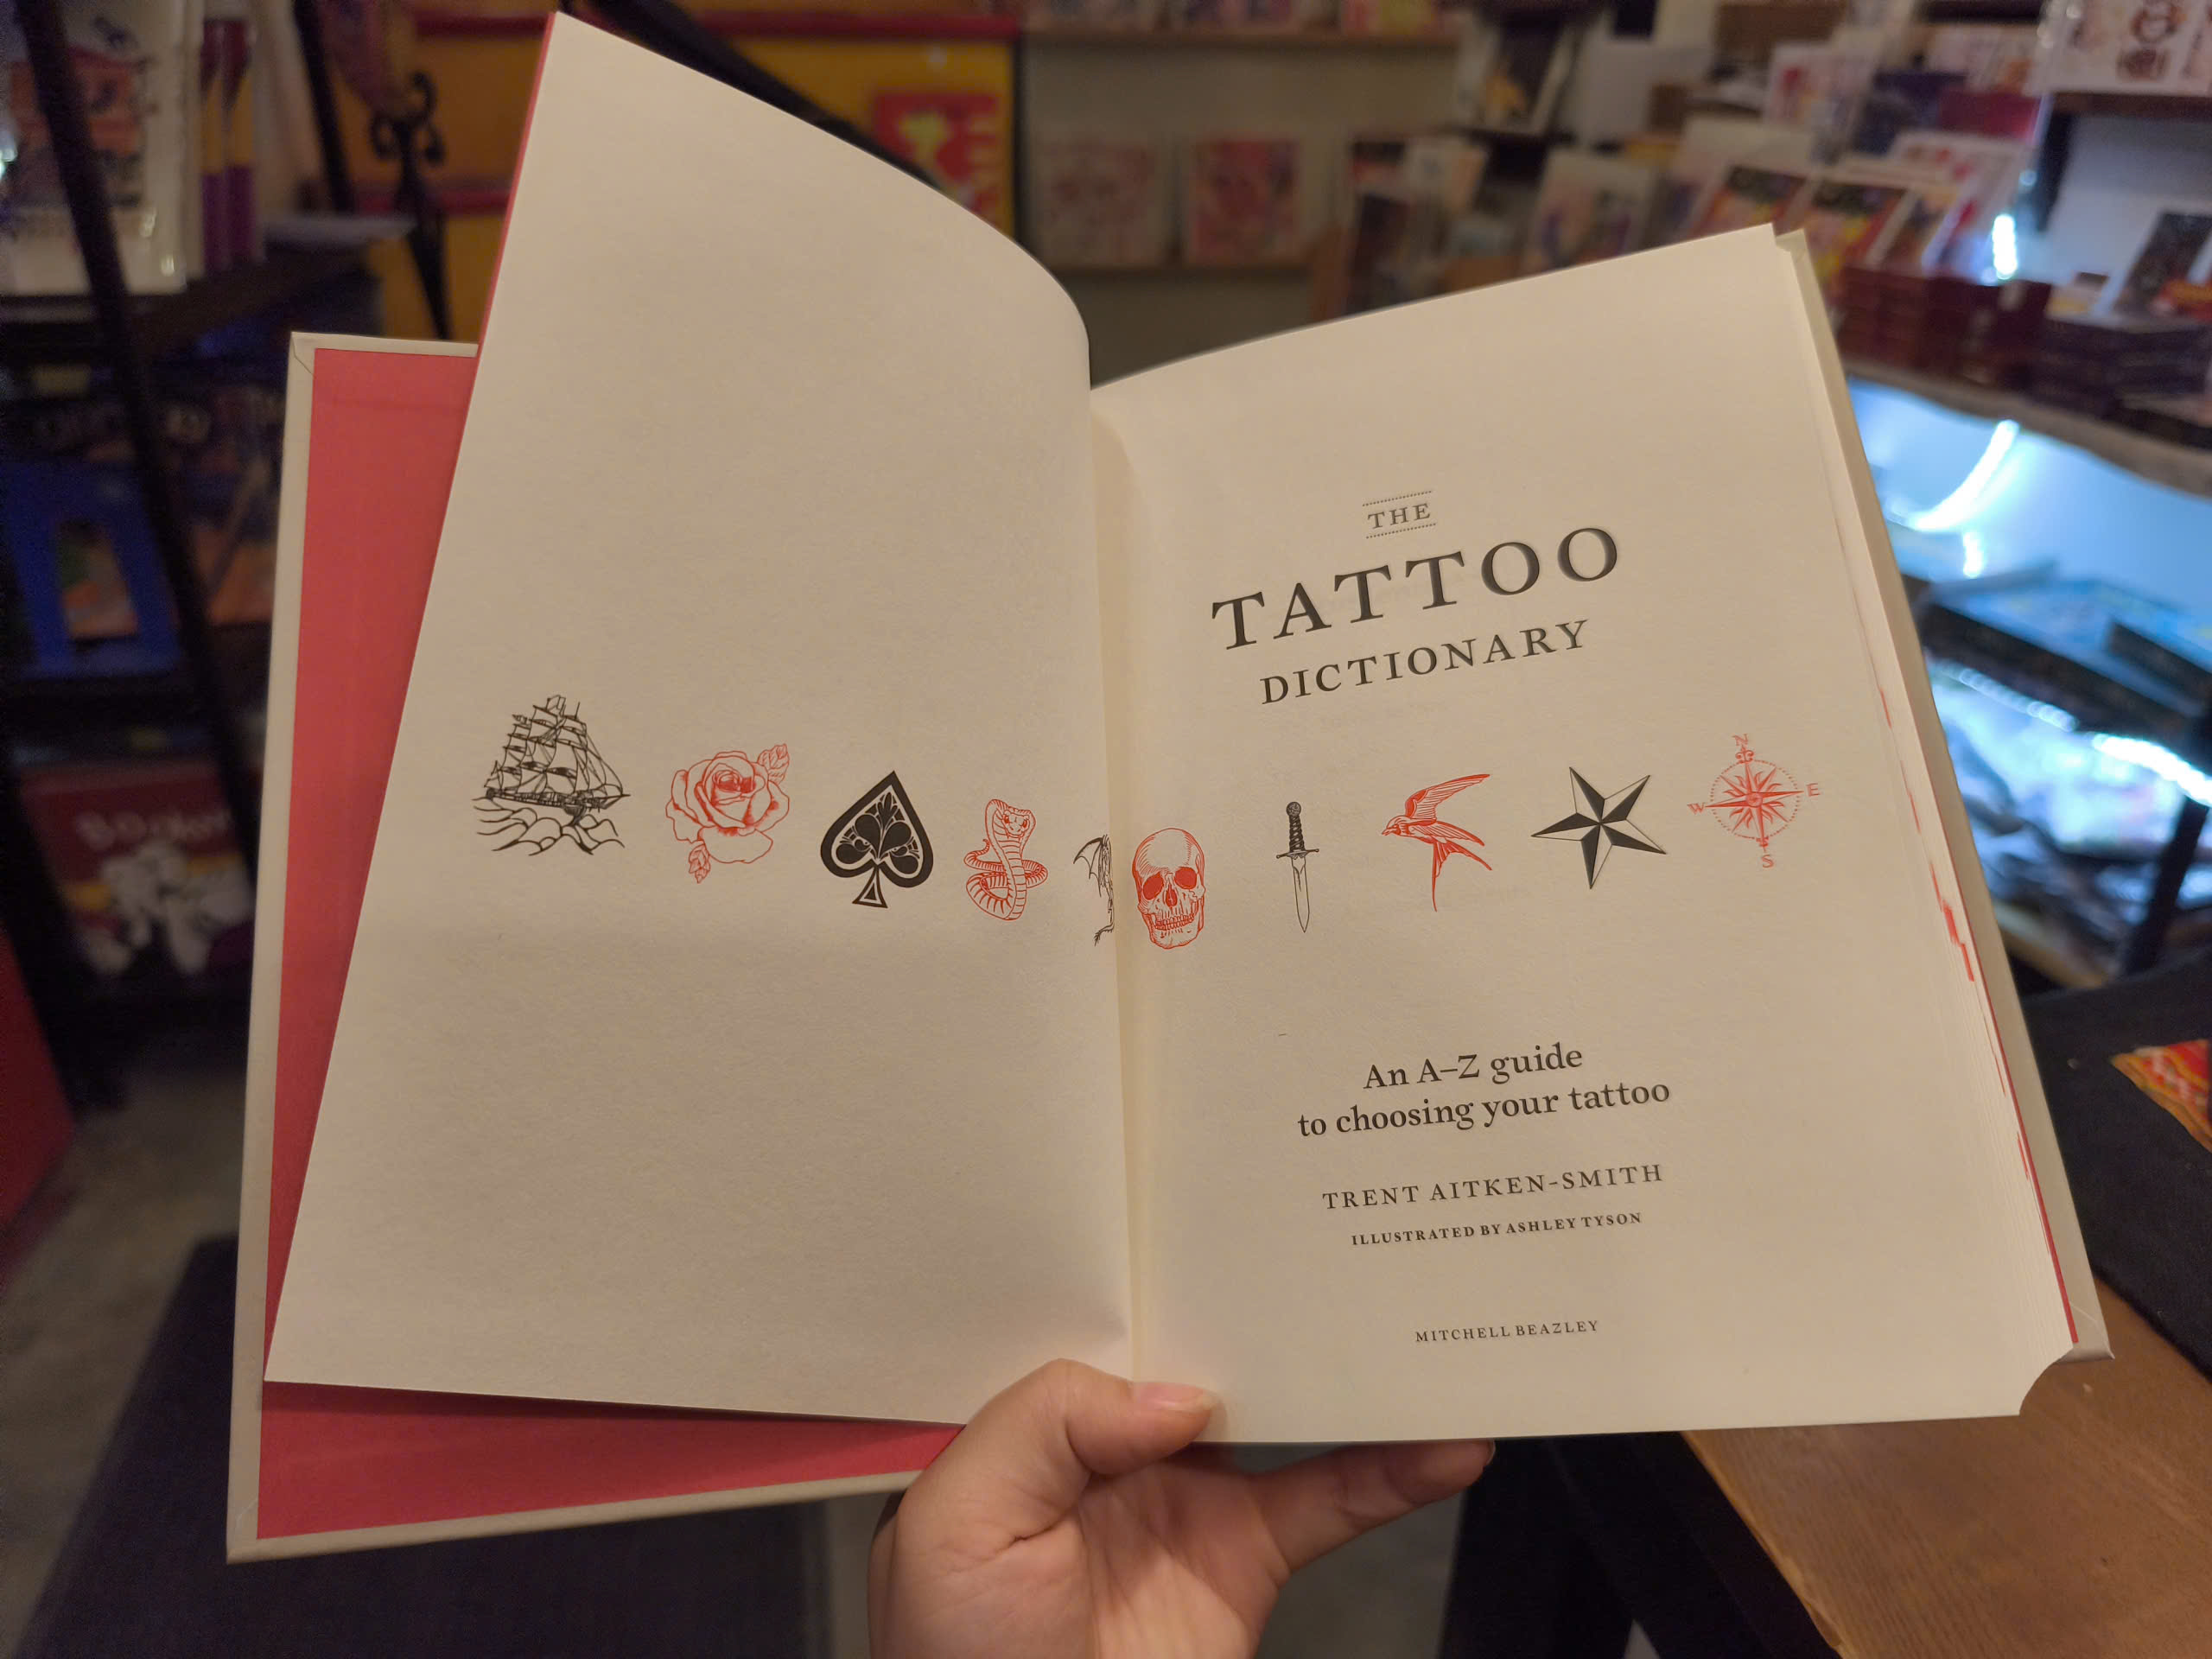 THE
TATTOO
DICTIONARY
N
W E
S
An A–Z guide
to choosing your tattoo
TRENT AITKEN-SMITH
ILLUSTRATED BY ASHLEY TYSON
MITCHELL BEAZLEY